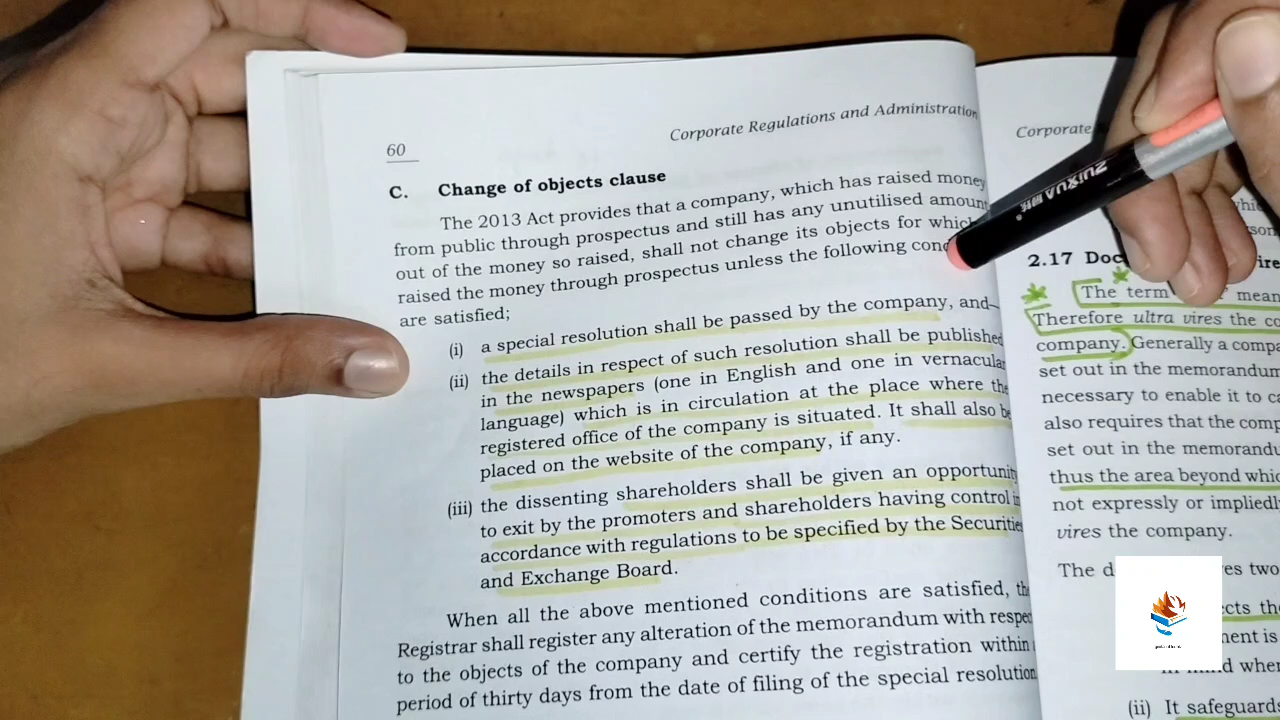 60
Corporate Regulations and Administration
C. Change of objects clause
The 2013 Act provides that a company, which has raised money
from public through prospectus and still has any unutilised amount
out of the money so raised, shall not change its objects for which
raised the money through prospectus unless the following
are satisfied;
(i) a special resolution shall be passed by the company, and–
(ii) the details in respect of such resolution shall be published
in the newspapers (one in English and one in vernacular
language) which is in circulation at the place where the
registered office of the company is situated. It shall also be
placed on the website of the company, if any.
(iii) the dissenting shareholders shall be given an opportunity
to exit by the promoters and shareholders having control in
accordance with regulations to be specified by the Securities
and Exchange Board.
When all the above mentioned conditions are satisfied, the
Registrar shall register any alteration of the memorandum with respect
to the objects of the company and certify the registration within
period of thirty days from the date of filing of the special resolution
Corporate
2.17
The term
Therefore ultra vires the
company. Generally a
set out in the memorandum
necessary to enable it to
also requires that the
set out in the
thus the area beyond
not expressly or
vires the company.
The
two
(ii) It safeguards
ZUIXUA